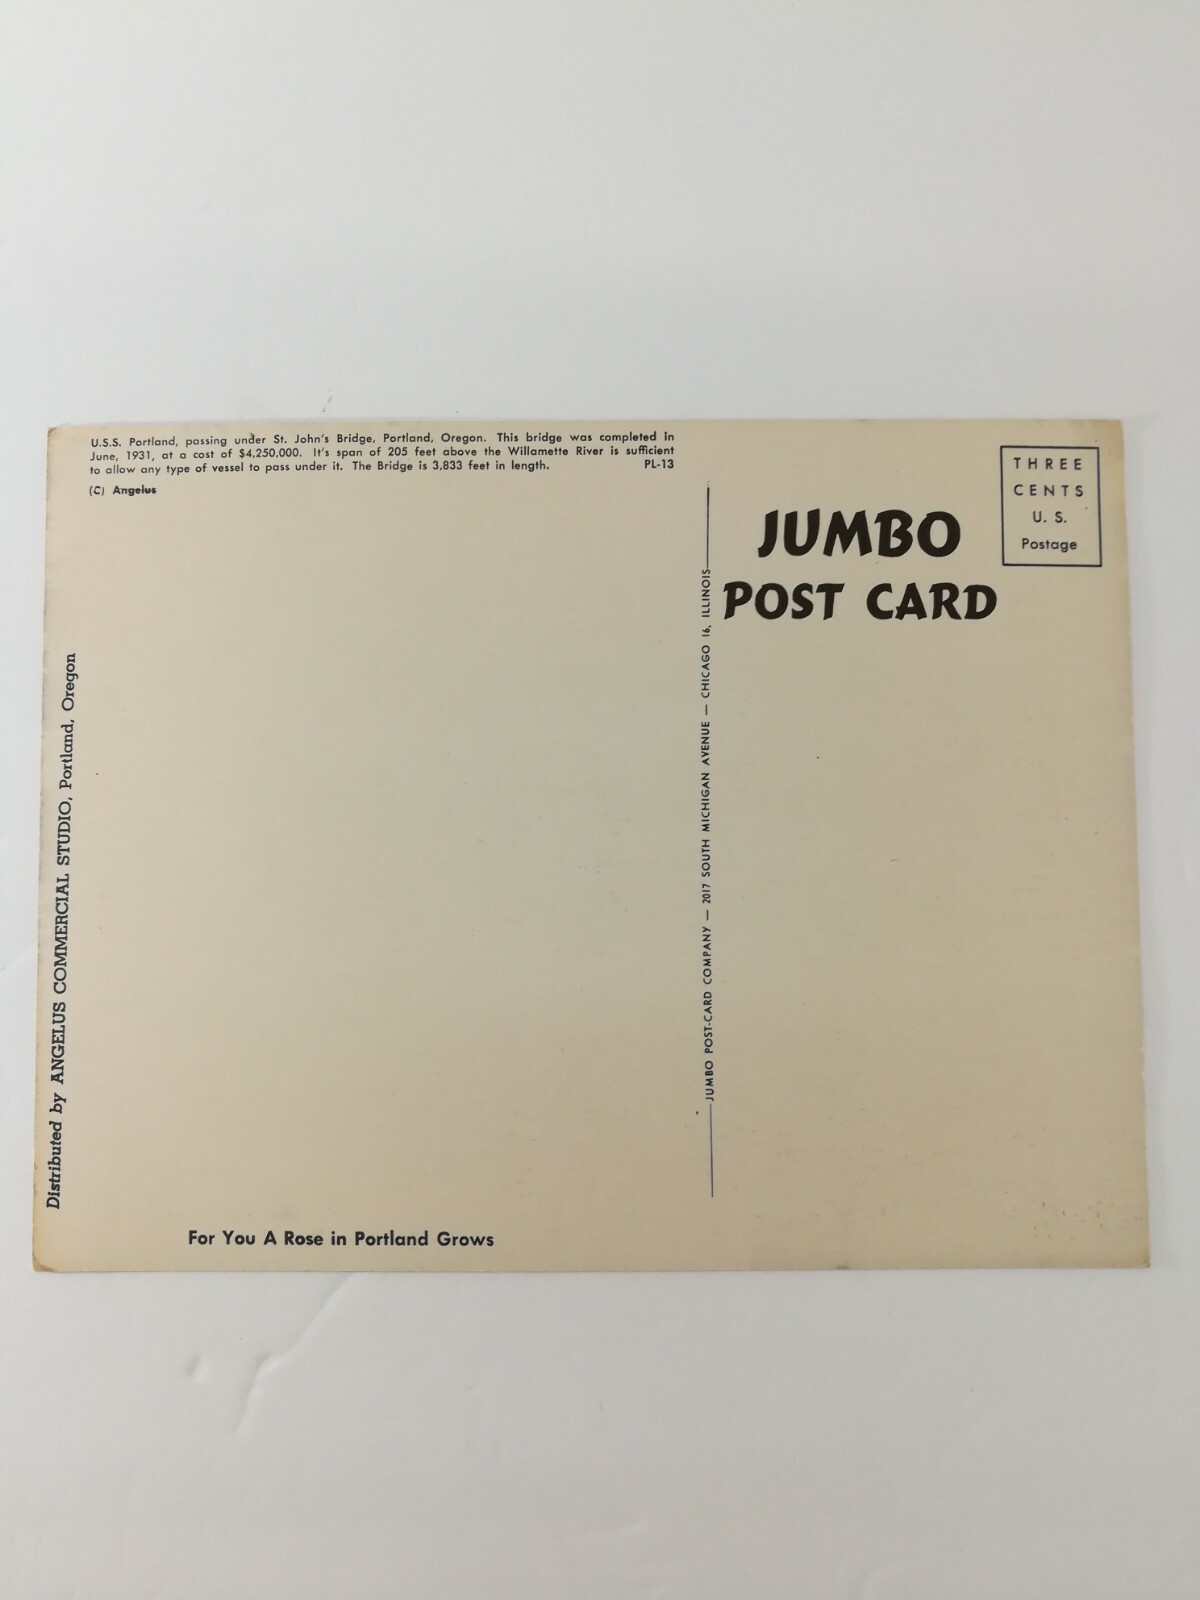 U.S.S. Portland, passing under St. John's Bridge, Portland, Oregon. This bridge was completed in
June, 1931, at a cost of $4,250,000. It's span of 205 feet above the Willamette River is sufficient
to allow any type of vessel to pass under it. The Bridge is 3,833 feet in length. PL-13
(C) Angelus
THREE
CENTS
U. S.
Postage
JUMBO
POST CARD
JUMBO POST-CARD COMPANY — 2017 SOUTH MICHIGAN AVENUE — CHICAGO 16, ILLINOIS
Distributed by ANGELUS COMMERCIAL STUDIO, Portland, Oregon
For You A Rose in Portland Grows